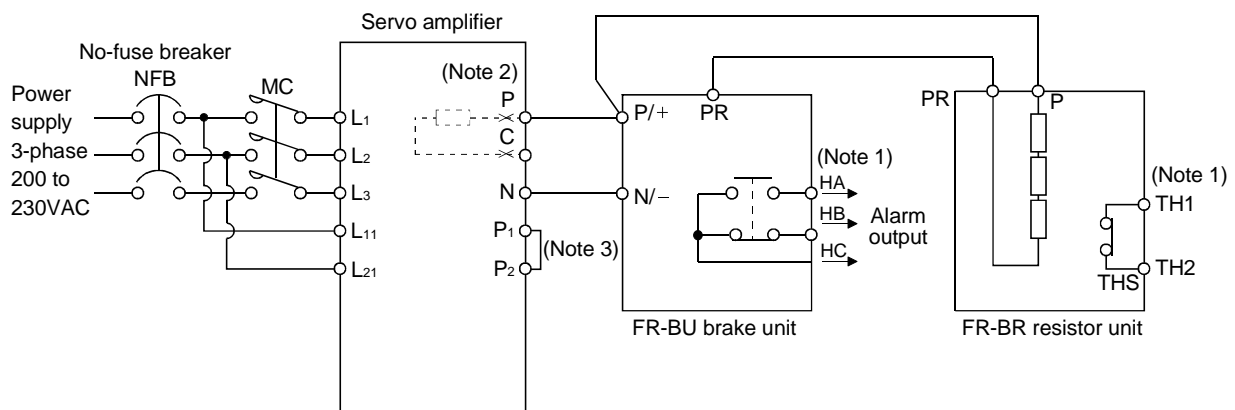 Servo amplifier
No-fuse breaker
NFB
MC
Power
supply
3-phase
200 to
230VAC
L1
L2
L3
L11
L21
(Note 2)
P
C
N
P1
P2
(Note 3)
P/+
PR
N/−
(Note 1)
HA
HB
HC
Alarm
output
FR-BU brake unit
PR
P
(Note 1)
TH1
THS
TH2
FR-BR resistor unit